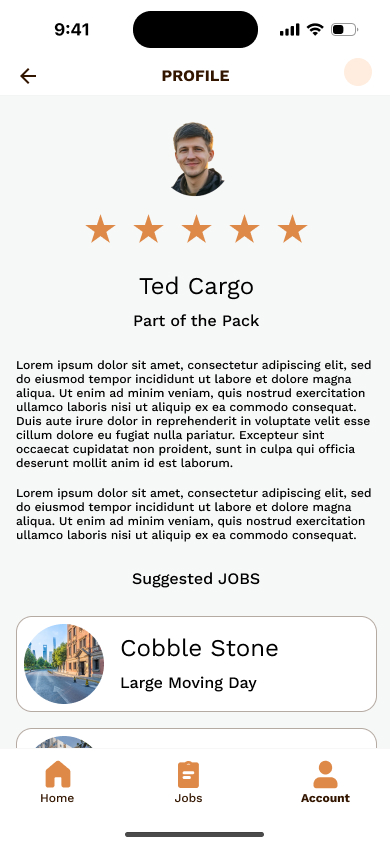 9:41
PROFILE
Ted Cargo
Part of the Pack
Lorem ipsum dolor sit amet, consectetur adipiscing elit, sed
do eiusmod tempor incididunt ut labore et dolore magna
aliqua. Ut enim ad minim veniam, quis nostrud exercitation
ullamco laboris nisi ut aliquip ex ea commodo consequat.
Duis aute irure dolor in reprehenderit in voluptate velit esse
cillum dolore eu fugiat nulla pariatur. Excepteur sint
occaecat cupidatat non proident, sunt in culpa qui officia
deserunt mollit anim id est laborum.
Lorem ipsum dolor sit amet, consectetur adipiscing elit, sed
do eiusmod tempor incididunt ut labore et dolore magna
aliqua. Ut enim ad minim veniam, quis nostrud exercitation
ullamco laboris nisi ut aliquip ex ea commodo consequat.
Suggested JOBS
Cobble Stone
Large Moving Day
Home
Jobs
Account